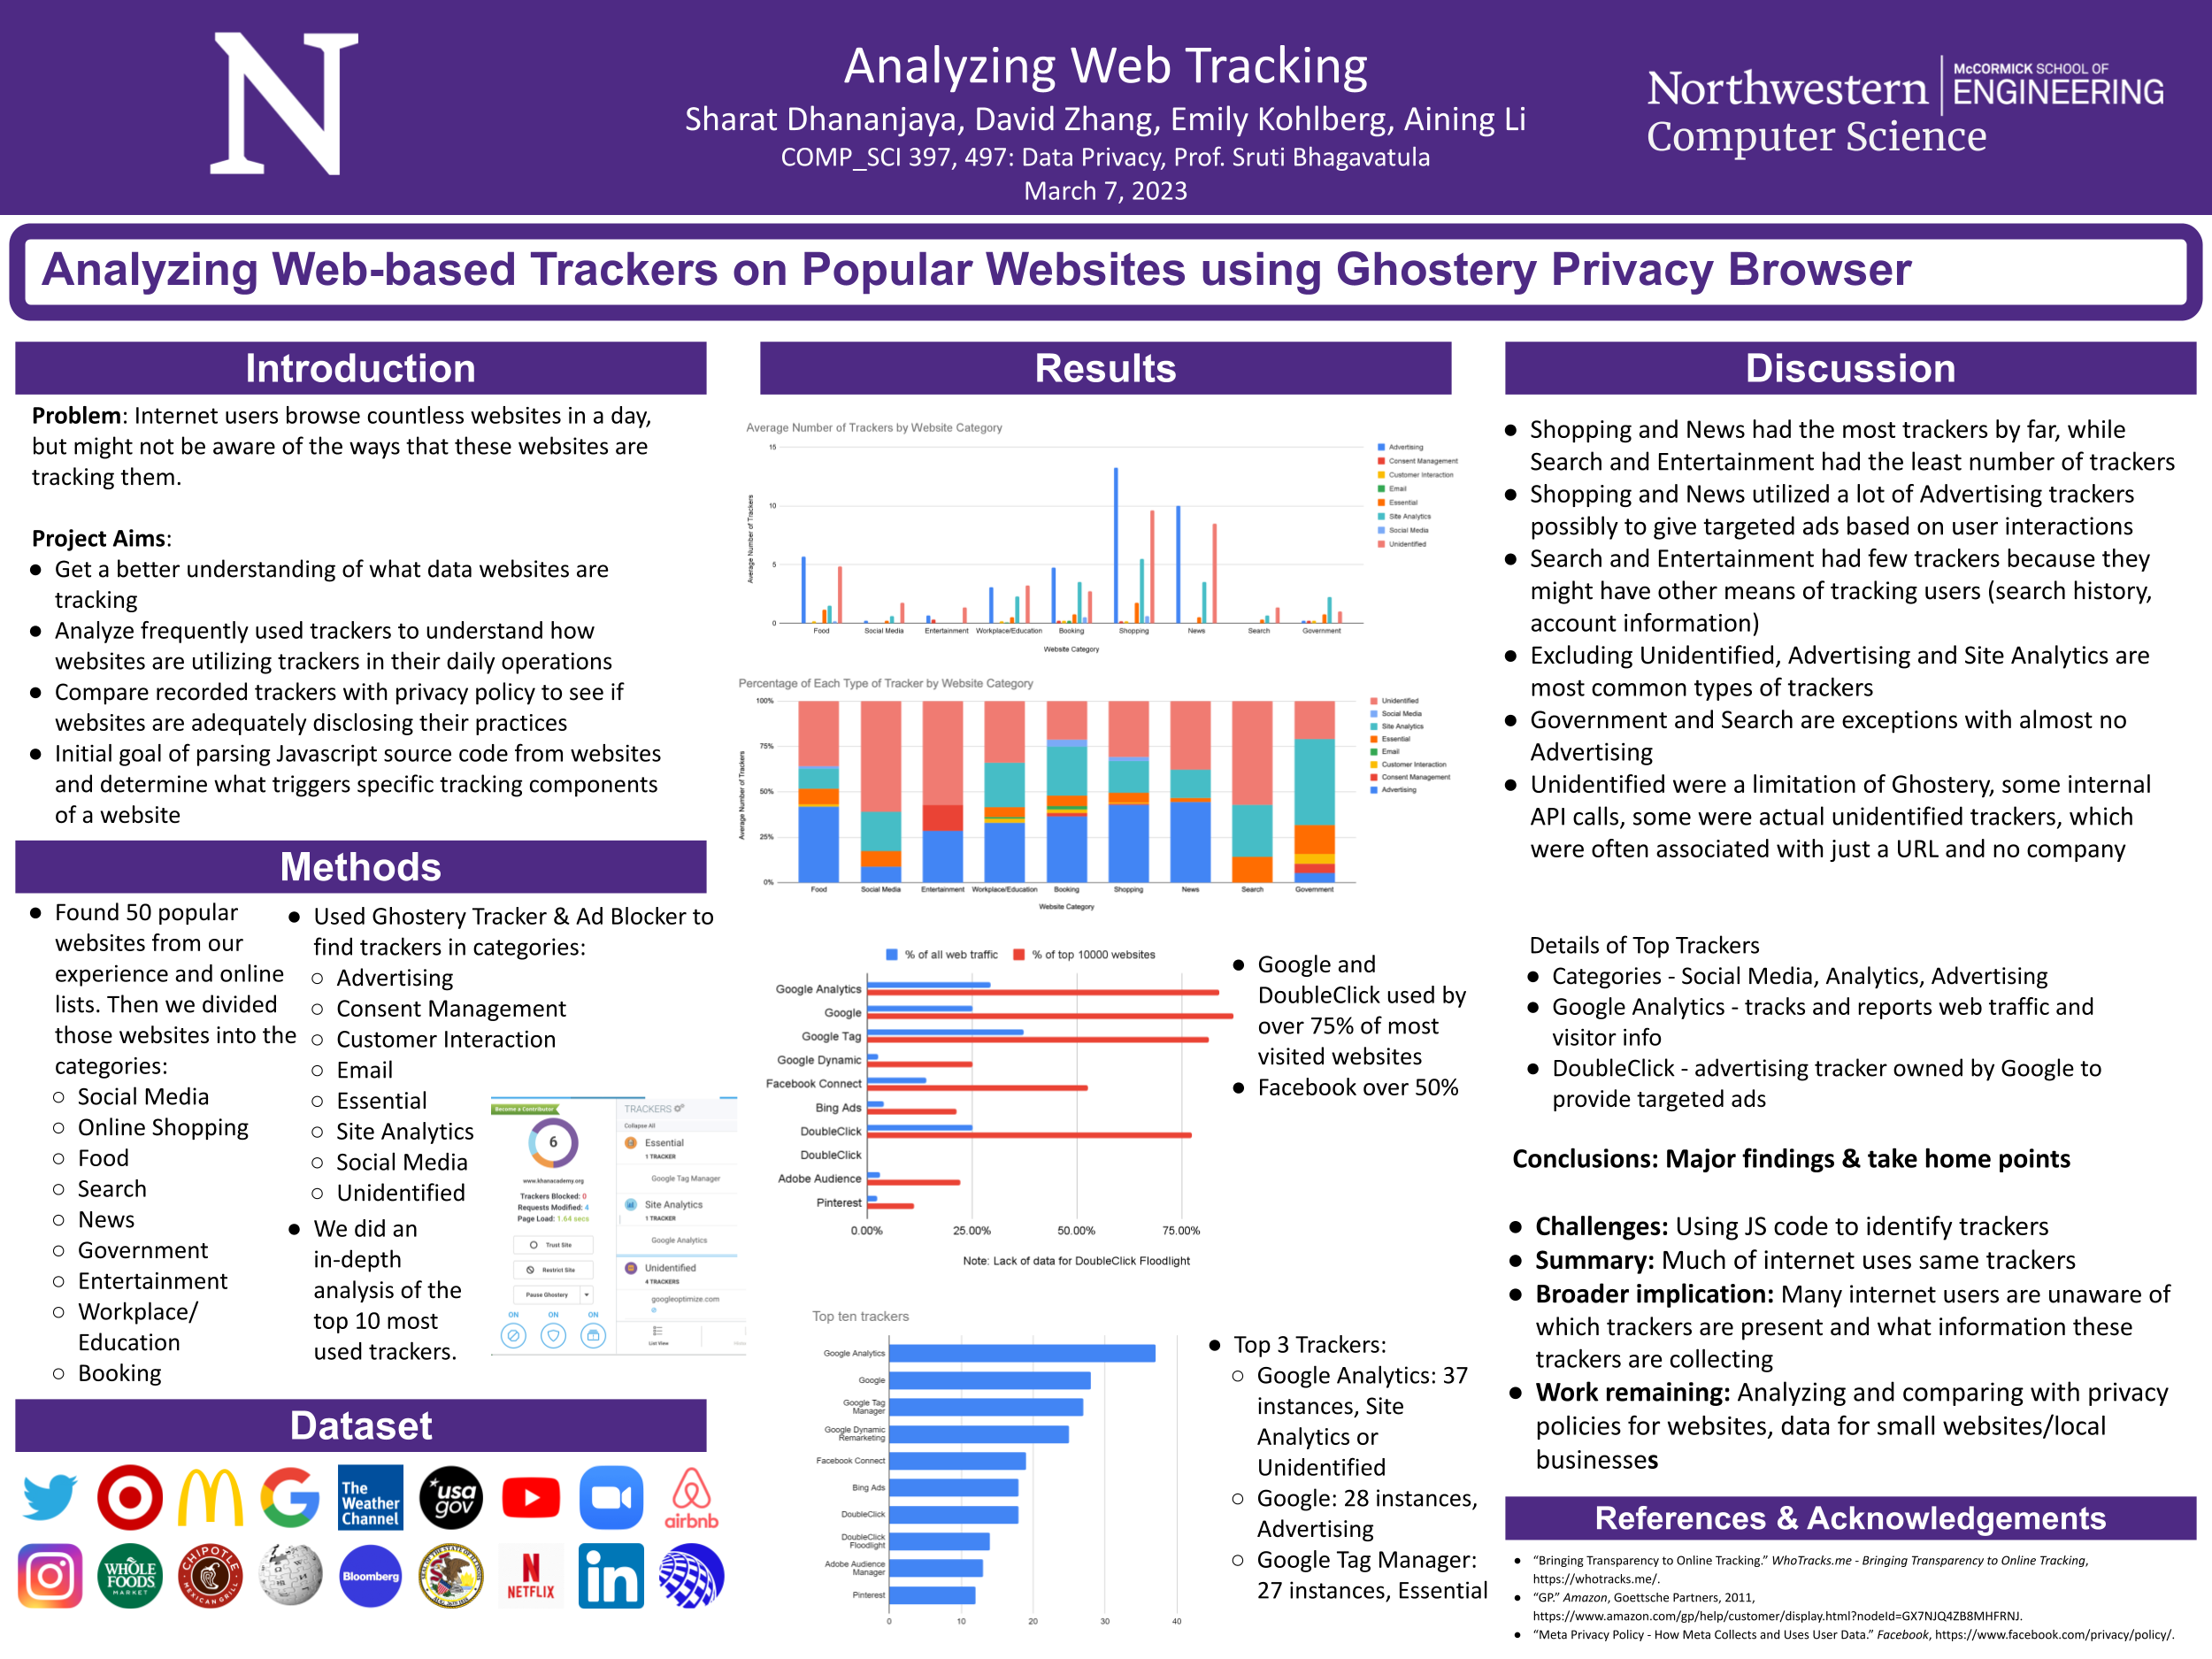 N
Analyzing Web Tracking
Sharat Dhananjaya, David Zhang, Emily Kohlberg, Aining Li
COMP_SCI 397, 497: Data Privacy, Prof. Sruti Bhagavatula
March 7, 2023
Northwestern
McCORMICK SCHOOL OF
ENGINEERING
Computer Science
Analyzing Web-based Trackers on Popular Websites using Ghostery Privacy Browser
Introduction
Problem: Internet users browse countless websites in a day,
but might not be aware of the ways that these websites are
tracking them.
Project Aims:
● Get a better understanding of what data websites are
tracking
● Analyze frequently used trackers to understand how
websites are utilizing trackers in their daily operations
● Compare recorded trackers with privacy policy to see if
websites are adequately disclosing their practices
● Initial goal of parsing Javascript source code from websites
and determine what triggers specific tracking components
of a website
Methods
● Found 50 popular
websites from our
experience and online
lists. Then we divided
those websites into the
categories:
○ Social Media
○ Online Shopping
○ Food
○ Search
○ News
○ Government
○ Entertainment
○ Workplace/
Education
○ Booking
● Used Ghostery Tracker & Ad Blocker to
find trackers in categories:
○ Advertising
○ Consent Management
○ Customer Interaction
○ Email
○ Essential
○ Site Analytics
○ Social Media
○ Unidentified
● We did an
in-depth
analysis of the
top 10 most
used trackers.
Become a Contributor
6
www.khanacademy.org
Trackers Blocked: 0
Requests Modified: 4
Page Load: 1.64 secs
Trust Site
Restrict Site
Pause Ghostery
ON ON ON
TRACKERS
Collapse All
Essential
1 TRACKER
Google Tag Manager
Site Analytics
1 TRACKER
Google Analytics
Unidentified
4 TRACKERS
googleoptimize.com
List View
Dataset
The
Weather
Channel
usa
gov
airbnb
WHOLE
FOODS
MARKET
CHIPOTLE
MEXICAN GRILL
Bloomberg
N
NETFLIX
in
Results
Average Number of Trackers by Website Category
Average Number of Trackers
15
10
5
0
Food Social Media Entertainment Workplace/Education Booking Shopping News Search Government
Website Category
Advertising
Consent Management
Customer Interaction
Email
Essential
Site Analytics
Social Media
Unidentified
Percentage of Each Type of Tracker by Website Category
Average Number of Trackers
100%
75%
50%
25%
0%
Food Social Media Entertainment Workplace/Education Booking Shopping News Search Government
Website Category
Unidentified
Social Media
Site Analytics
Essential
Email
Customer Interaction
Consent Management
Advertising
% of all web traffic % of top 10000 websites
Google Analytics
Google
Google Tag
Google Dynamic
Facebook Connect
Bing Ads
DoubleClick
DoubleClick
Adobe Audience
Pinterest
0.00% 25.00% 50.00% 75.00%
Note: Lack of data for DoubleClick Floodlight
● Google and
DoubleClick used by
over 75% of most
visited websites
● Facebook over 50%
Top ten trackers
Google Analytics
Google
Google Tag
Manager
Google Dynamic
Remarketing
Facebook Connect
Bing Ads
DoubleClick
DoubleClick
Floodlight
Adobe Audience
Manager
Pinterest
0 10 20 30 40
● Top 3 Trackers:
○ Google Analytics: 37
instances, Site
Analytics or
Unidentified
○ Google: 28 instances,
Advertising
○ Google Tag Manager:
27 instances, Essential
Discussion
● Shopping and News had the most trackers by far, while
Search and Entertainment had the least number of trackers
● Shopping and News utilized a lot of Advertising trackers
possibly to give targeted ads based on user interactions
● Search and Entertainment had few trackers because they
might have other means of tracking users (search history,
account information)
● Excluding Unidentified, Advertising and Site Analytics are
most common types of trackers
● Government and Search are exceptions with almost no
Advertising
● Unidentified were a limitation of Ghostery, some internal
API calls, some were actual unidentified trackers, which
were often associated with just a URL and no company
Details of Top Trackers
● Categories - Social Media, Analytics, Advertising
● Google Analytics - tracks and reports web traffic and
visitor info
● DoubleClick - advertising tracker owned by Google to
provide targeted ads
Conclusions: Major findings & take home points
● Challenges: Using JS code to identify trackers
● Summary: Much of internet uses same trackers
● Broader implication: Many internet users are unaware of
which trackers are present and what information these
trackers are collecting
● Work remaining: Analyzing and comparing with privacy
policies for websites, data for small websites/local
businesses
References & Acknowledgements
● “Bringing Transparency to Online Tracking.” WhoTracks.me - Bringing Transparency to Online Tracking,
https://whotracks.me/.
● “GP.” Amazon, Goettsche Partners, 2011,
https://www.amazon.com/gp/help/customer/display.html?nodeId=GX7NJQ4ZB8MHFRNJ.
● “Meta Privacy Policy - How Meta Collects and Uses User Data.” Facebook, https://www.facebook.com/privacy/policy/.